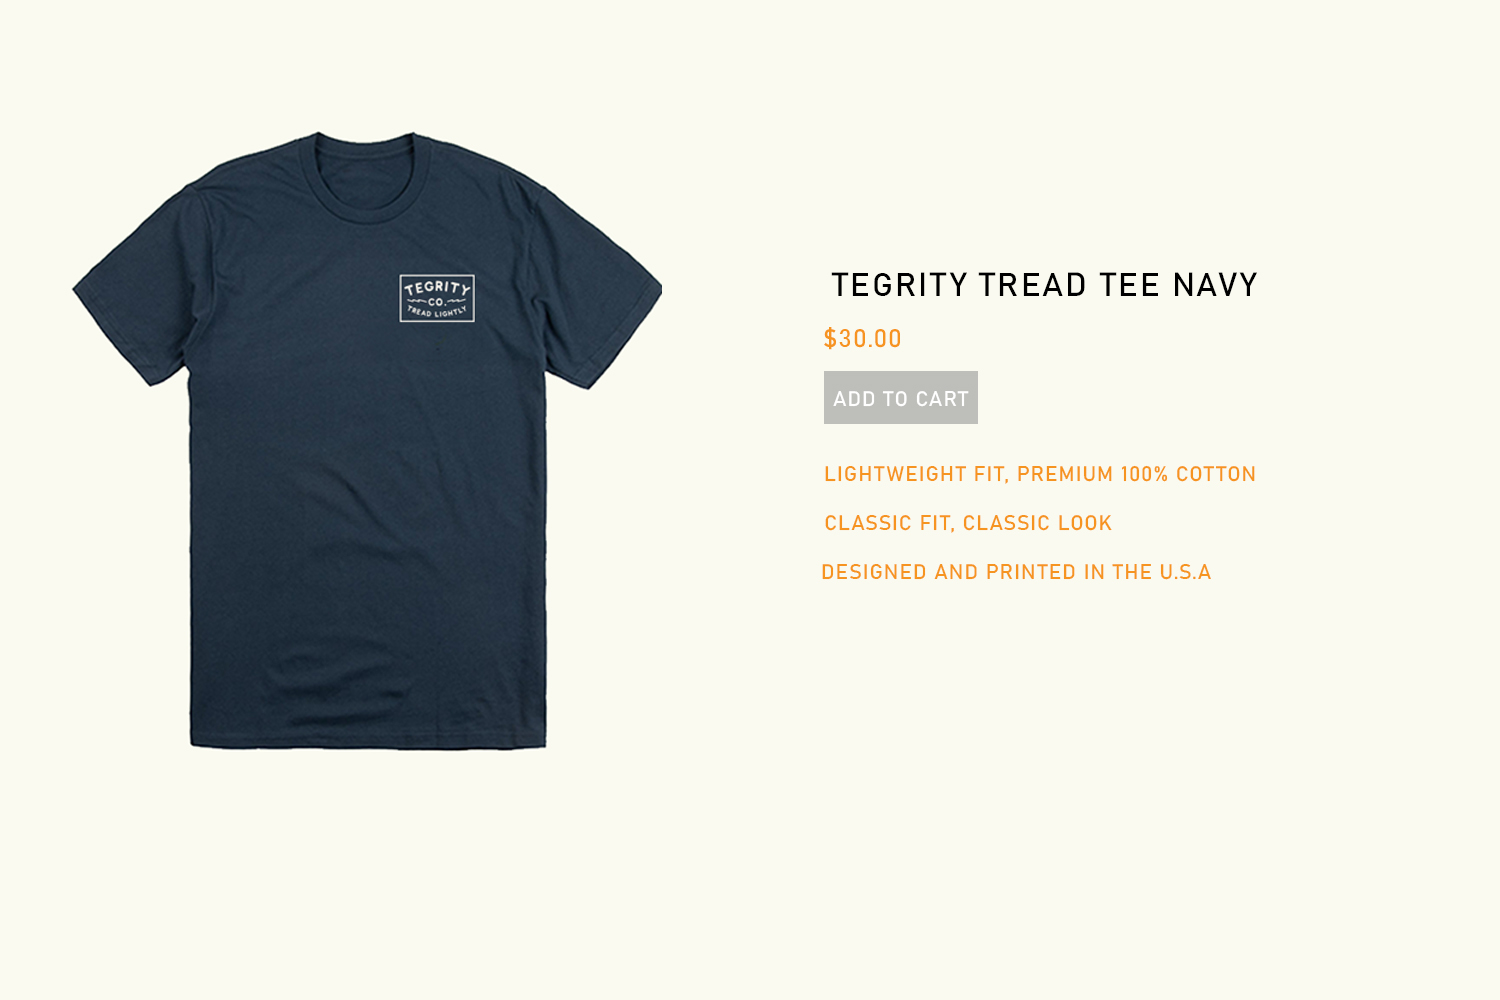 TEGRITY
CO.
TREAD LIGHTLY
TEGRITY TREAD TEE NAVY
$30.00
ADD TO CART
LIGHTWEIGHT FIT, PREMIUM 100% COTTON
CLASSIC FIT, CLASSIC LOOK
DESIGNED AND PRINTED IN THE U.S.A